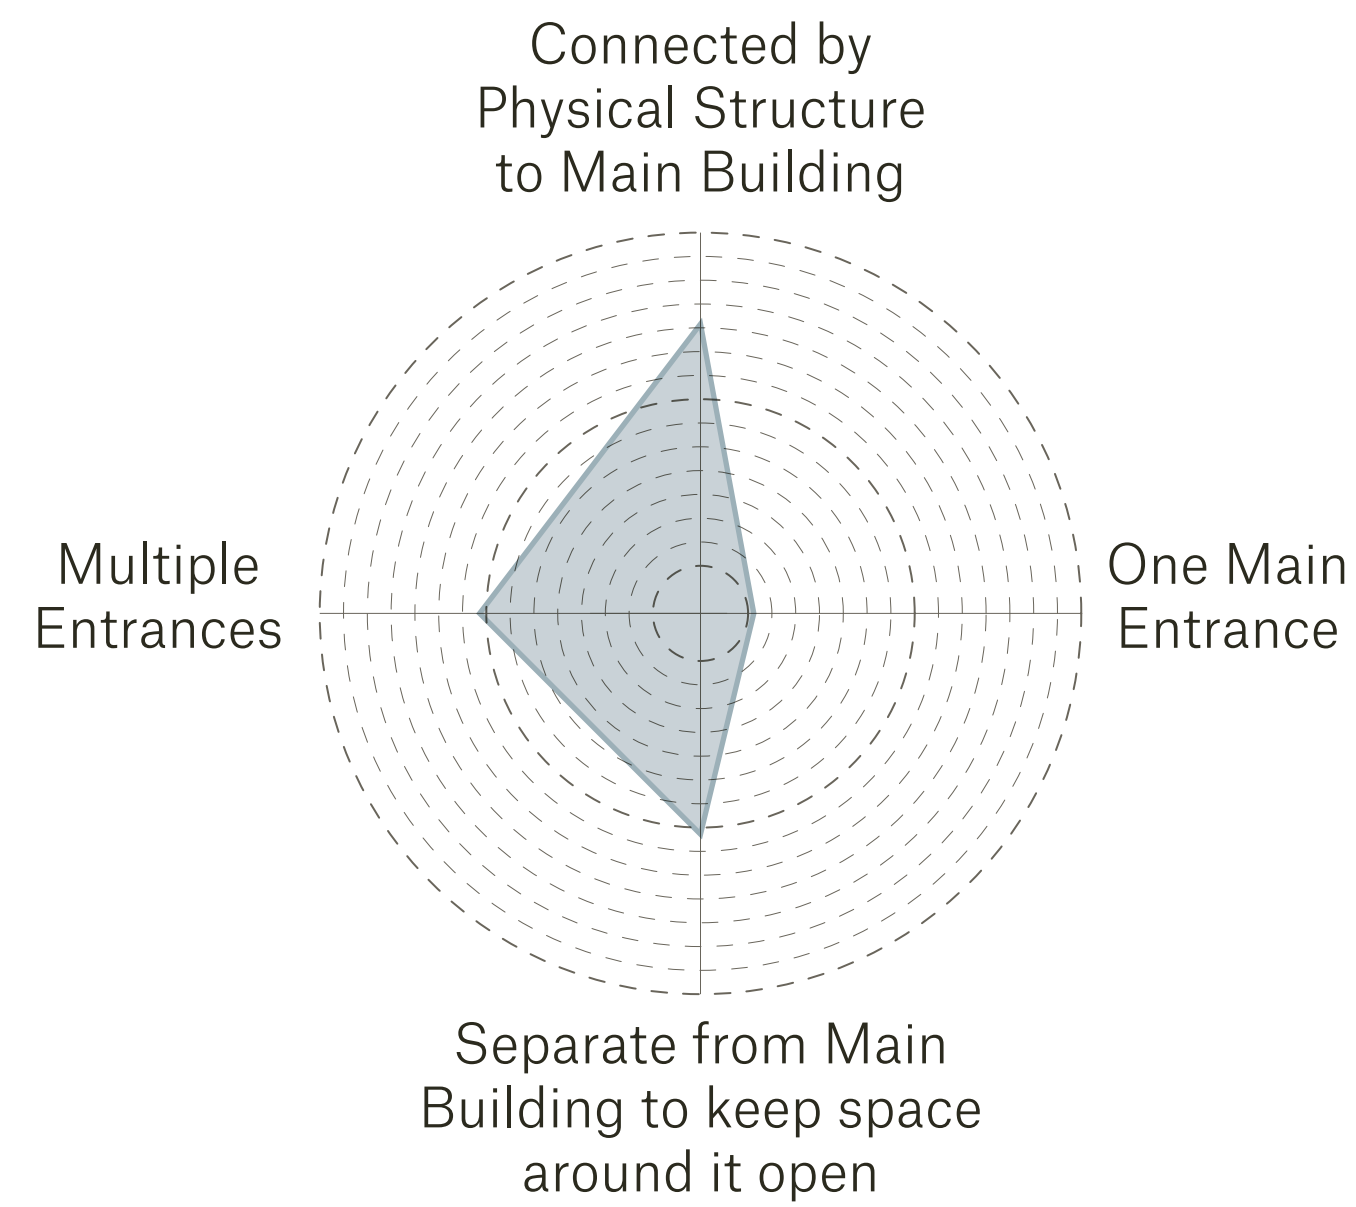 Connected by
Physical Structure
to Main Building
Multiple
Entrances
One Main
Entrance
Separate from Main
Building to keep space
around it open